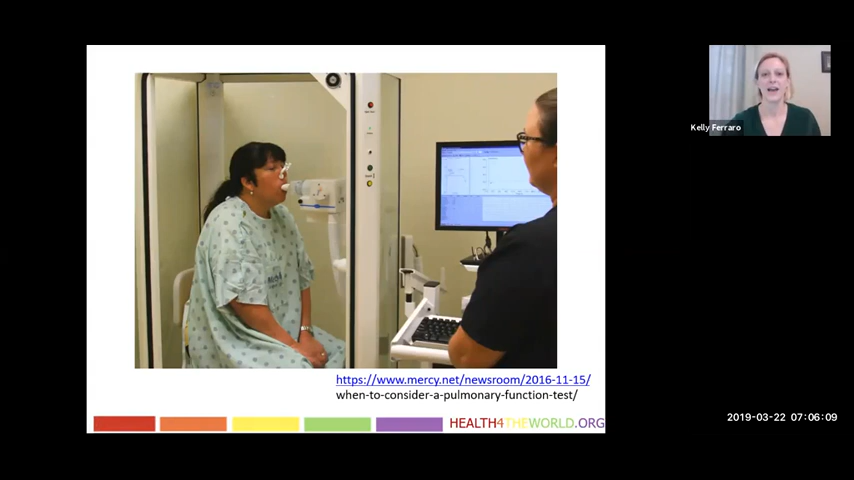 Kelly Ferraro
https://www.mercy.net/newsroom/2016-11-15/
when-to-consider-a-pulmonary-function-test/
HEALTH4THEWORLD.ORG
2019-03-22 07:06:09